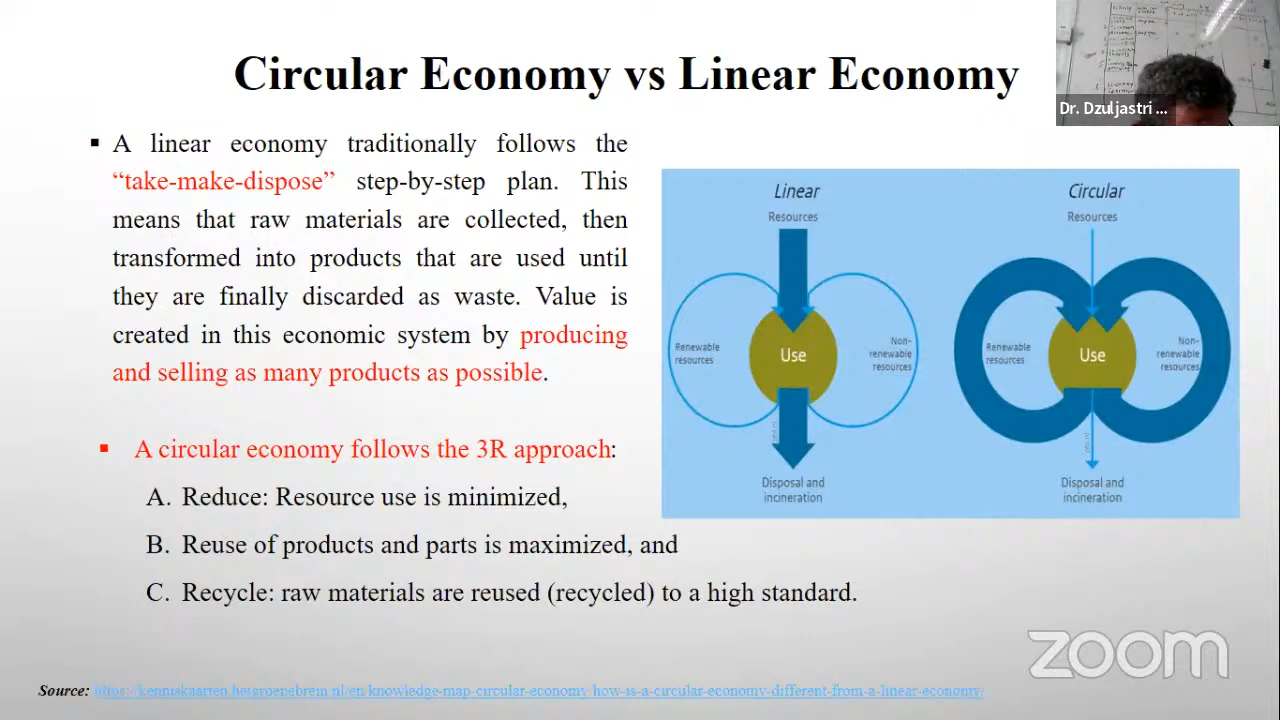 Circular Economy vs Linear Economy
Dr. Dzuljastri ...
▪ A linear economy traditionally follows the
“take-make-dispose” step-by-step plan. This
means that raw materials are collected, then
transformed into products that are used until
they are finally discarded as waste. Value is
created in this economic system by producing
and selling as many products as possible.
▪ A circular economy follows the 3R approach:
A. Reduce: Resource use is minimized,
B. Reuse of products and parts is maximized, and
C. Recycle: raw materials are reused (recycled) to a high standard.
Linear
Resources
Renewable
resources
Use
Non-
renewable
resources
Disposal and
incineration
Circular
Resources
Renewable
resources
Use
Non-
renewable
resources
Disposal and
incineration
zoom
Source: https://kenniskaarten.hetgroenebrein.nl/en/knowledge-map-circular-economy/how-is-a-circular-economy-different-from-a-linear-economy/